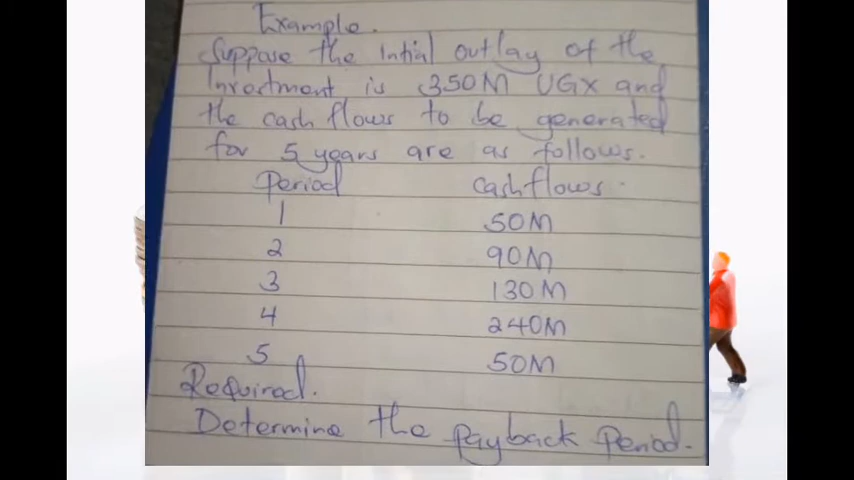 Example.
Suppose the Intial outlay of the
Investment is 350M UGX and
the cash flows to be generated
for 5 years are as follows.
Period cashflows.
1 50M
2 90M
3 130M
4 240M
5 50M
Required.
Determine the payback period.